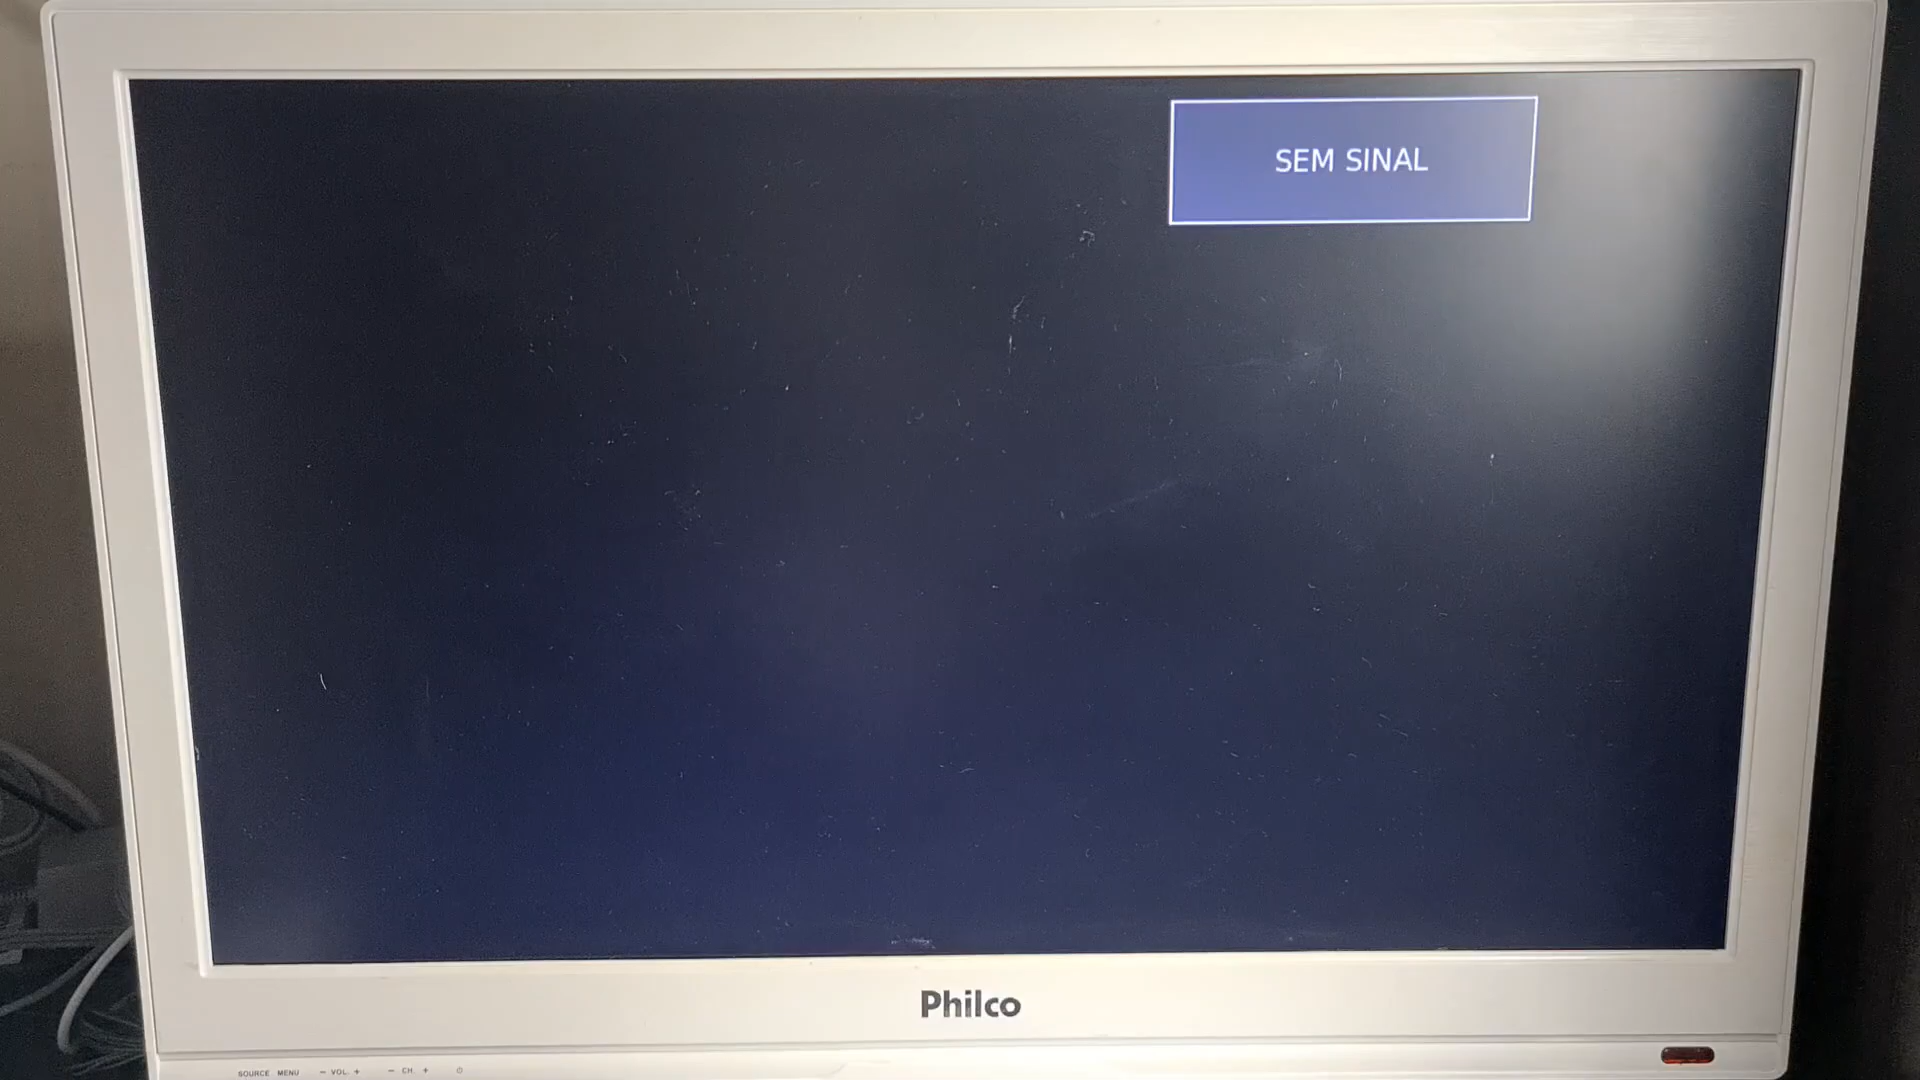 SEM SINAL
Philco
SOURCE MENU - VOL + - CH +